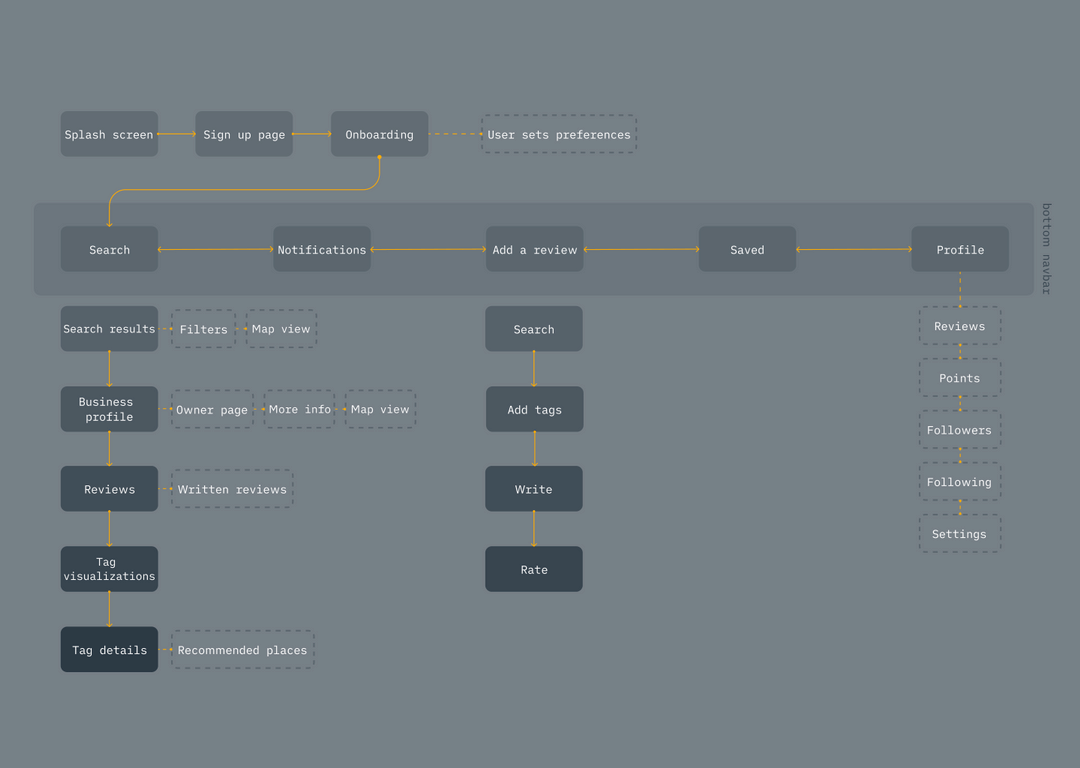 Splash screen
Sign up page
Onboarding
User sets preferences
bottom navbar
Search
Notifications
Add a review
Saved
Profile
Search results
Filters
Map view
Business
profile
Owner page
More info
Map view
Reviews
Written reviews
Tag
visualizations
Tag details
Recommended places
Search
Add tags
Write
Rate
Reviews
Points
Followers
Following
Settings